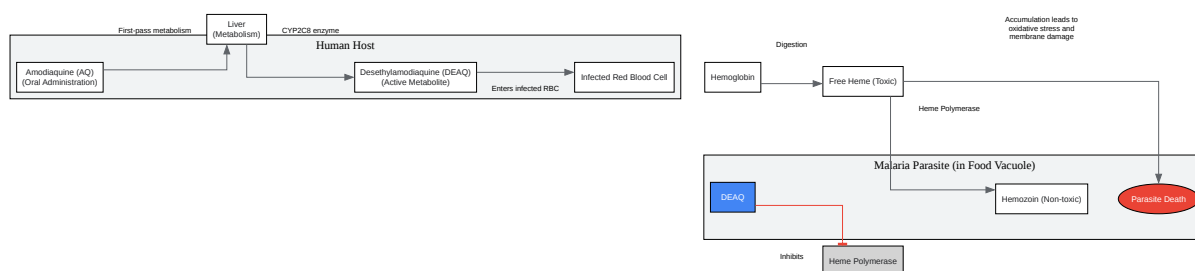 First-pass metabolism
Liver
(Metabolism)
CYP2C8 enzyme
Human Host
Amodiaquine (AQ)
(Oral Administration)
Desethylamodiaquine (DEAQ)
(Active Metabolite)
Enters infected RBC
Infected Red Blood Cell
Accumulation leads to
oxidative stress and
membrane damage
Digestion
Hemoglobin
Free Heme (Toxic)
Heme Polymerase
Malaria Parasite (in Food Vacuole)
DEAQ
Hemozoin (Non-toxic)
Parasite Death
Inhibits
Heme Polymerase